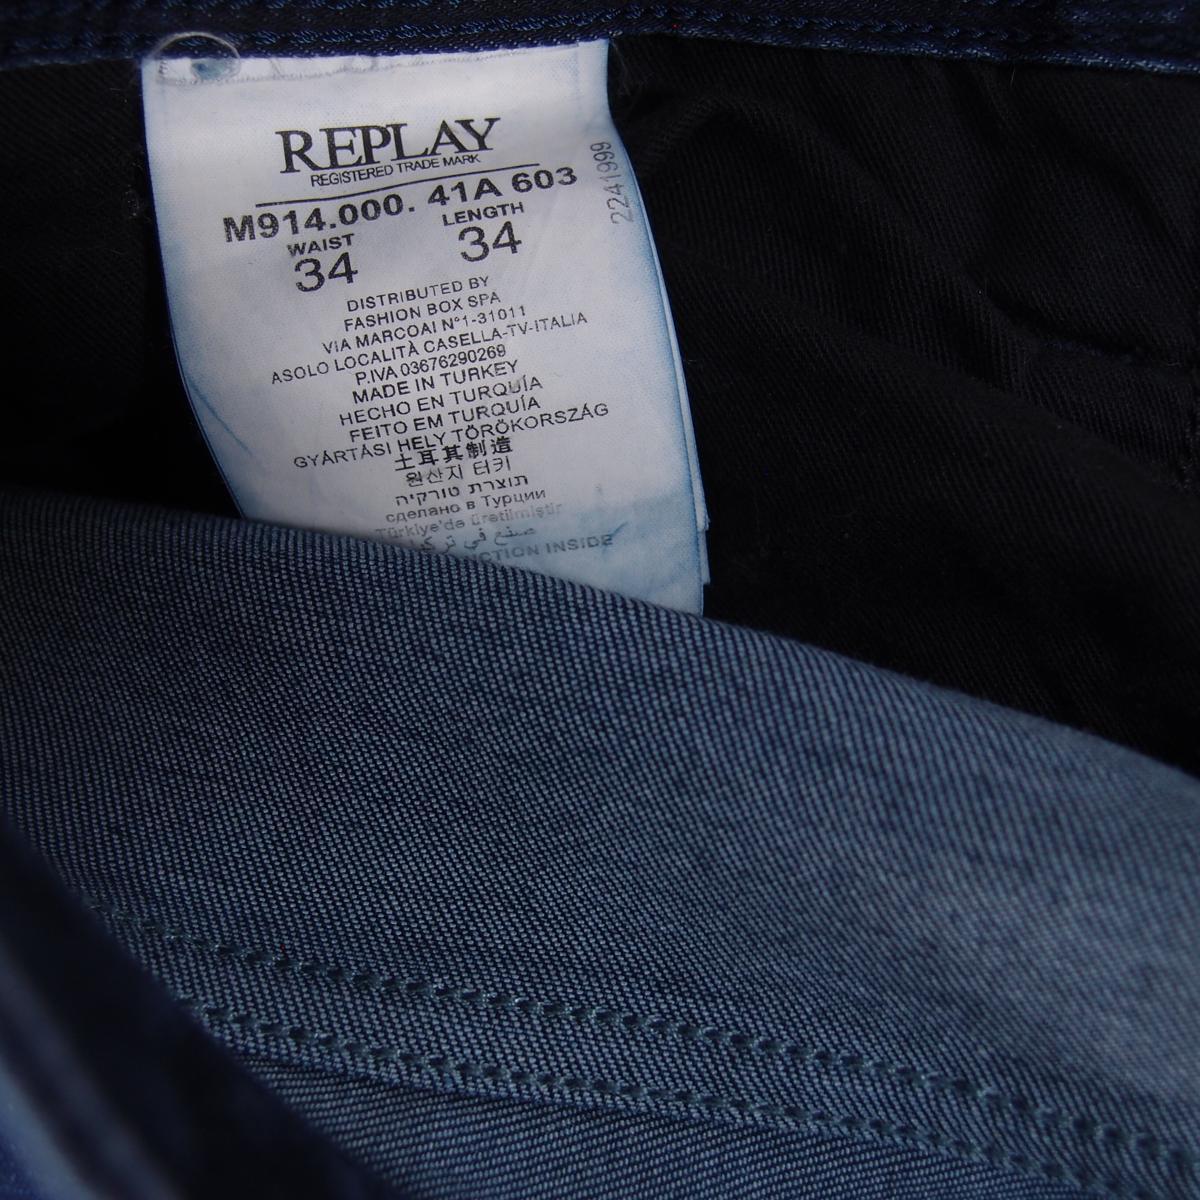 REPLAY
REGISTERED TRADE MARK
M914.000. 41A 603
WAIST LENGTH
34 34
DISTRIBUTED BY
FASHION BOX SPA
VIA MARCOAI N°1-31011
ASOLO LOCALITÀ CASELLA-TV-ITALIA
P.IVA 03676290269
MADE IN TURKEY
HECHO EN TURQUÍA
FEITO EM TURQUÍA
GYÁRTÁSI HELY TÖRÖKORSZÁG
土耳其制造
원산지 터키
תוצרת טורקיה
сделано в Турции
Türkiye'de üretilmiştir
صنع في
INSIDE
2241999